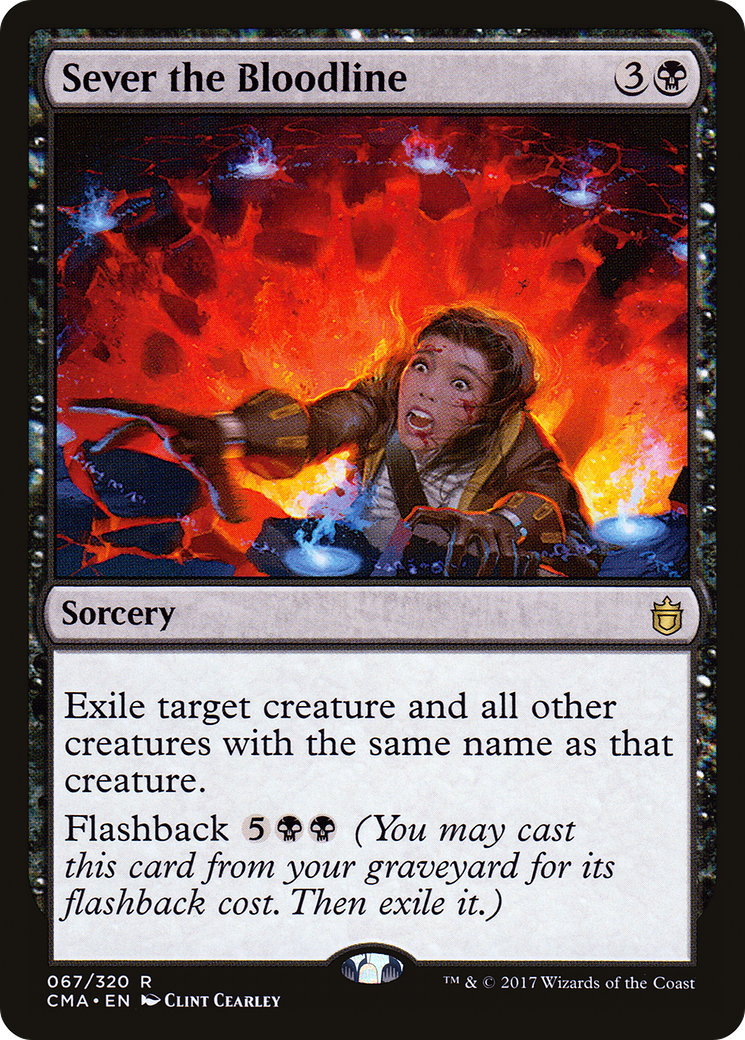 Sever the Bloodline 3
Sorcery
Exile target creature and all other
creatures with the same name as that
creature.
Flashback 5 (You may cast
this card from your graveyard for its
flashback cost. Then exile it.)
067/320 R
CMA • EN Clint Cearley
™ & © 2017 Wizards of the Coast